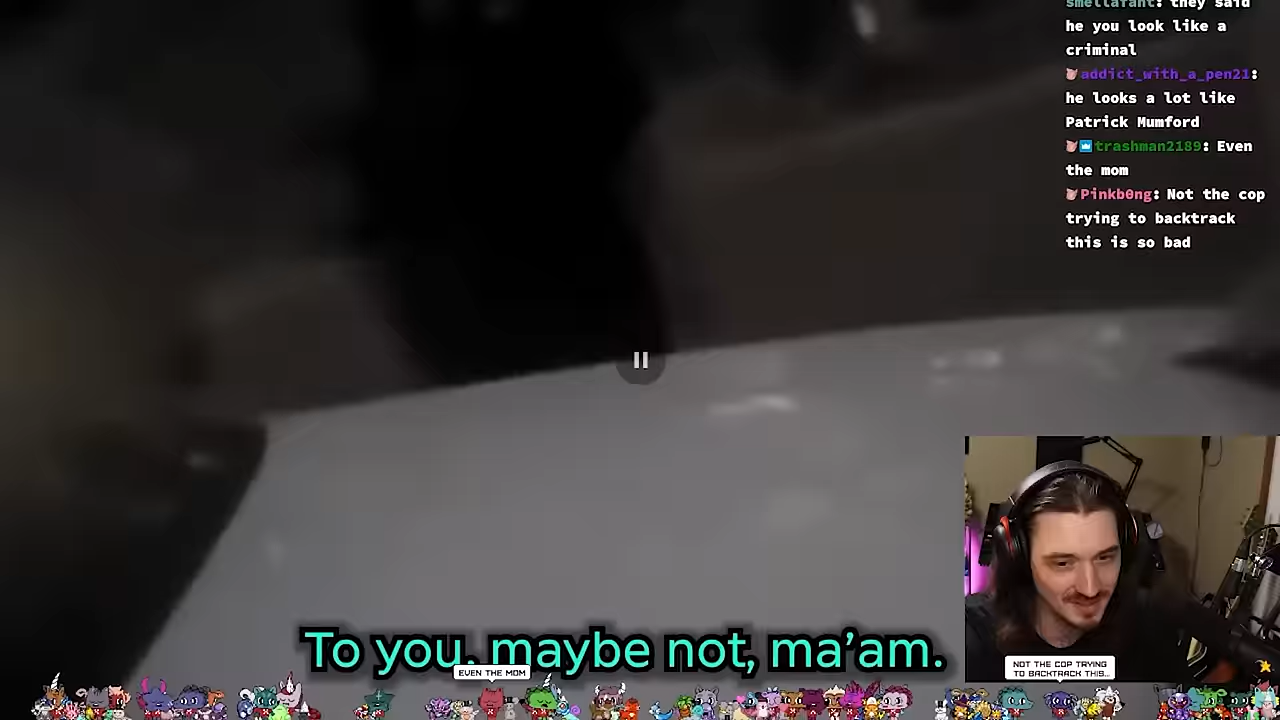 smellafant: they said
he you look like a
criminal
addict_with_a_pen21:
he looks a lot like
Patrick Mumford
trashman2189: Even
the mom
Pinkb0ng: Not the cop
trying to backtrack
this is so bad
To you, maybe not, ma’am.
EVEN THE MOM
NOT THE COP TRYING
TO BACKTRACK THIS...